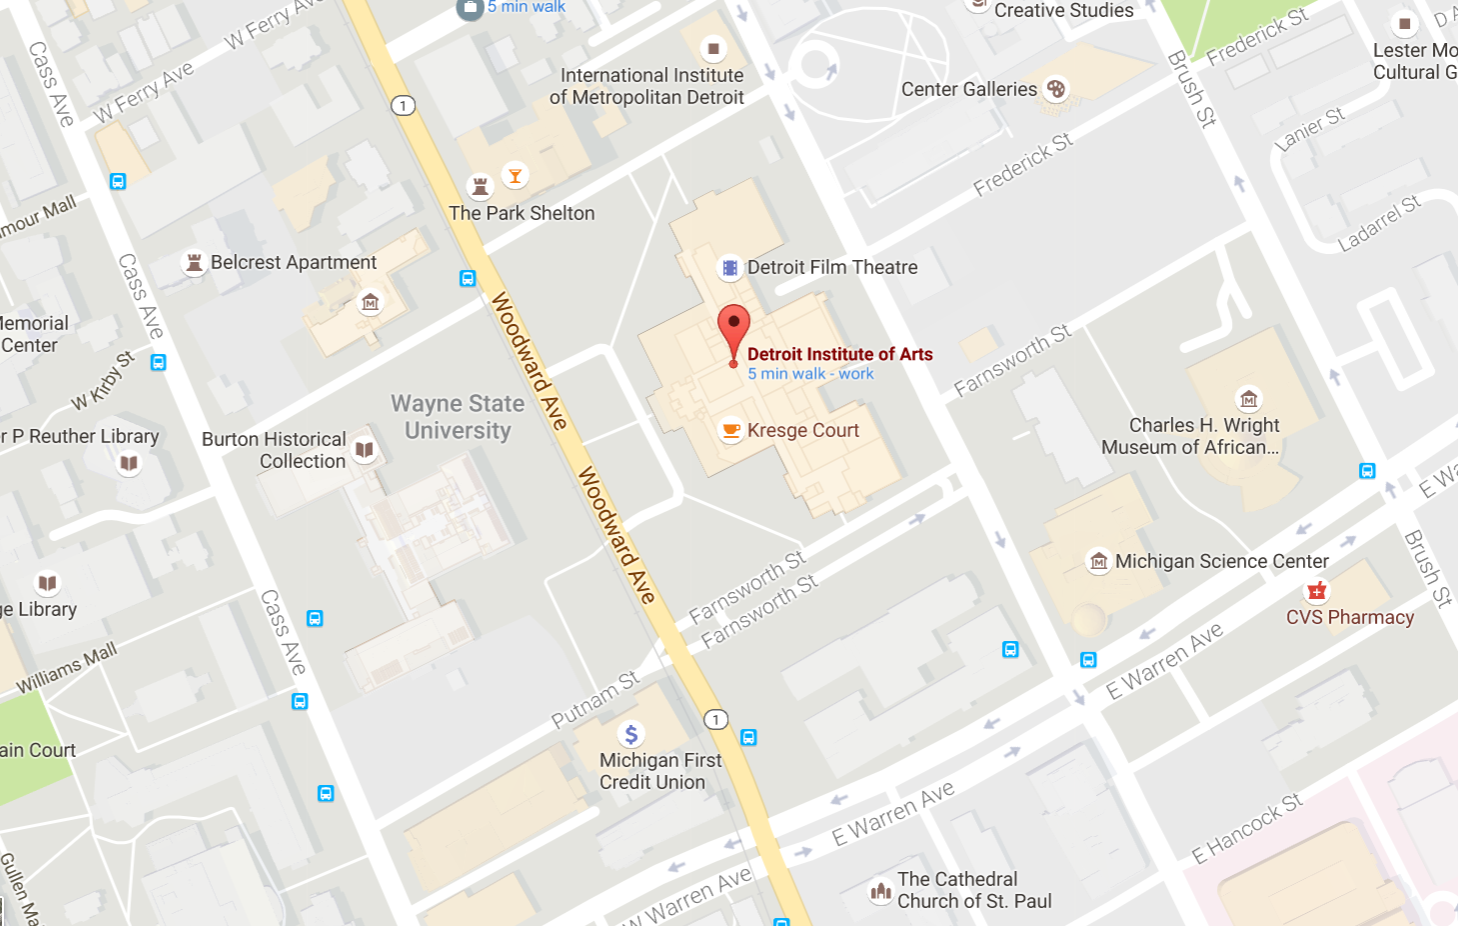 5 min walk
Creative Studies
W Ferry Ave
Cass Ave
W Ferry Ave
1
International Institute
of Metropolitan Detroit
Center Galleries
Brush St
Frederick St
Lester Mo
Cultural G
D A
Lanier St
Frederick St
The Park Shelton
Ladarrel St
mour Mall
Belcrest Apartment
Cass Ave
Detroit Film Theatre
Memorial
Center
W Kirby St
Woodward Ave
Detroit Institute of Arts
5 min walk - work
Farnsworth St
Wayne State
University
Kresge Court
Charles H. Wright
Museum of African...
r P Reuther Library
Burton Historical
Collection
E Wa
Woodward Ave
Farnsworth St
Farnsworth St
Michigan Science Center
Brush St
CVS Pharmacy
ge Library
Cass Ave
Williams Mall
Putnam St
E Warren Ave
1
ain Court
Michigan First
Credit Union
E Warren Ave
E Hancock St
Gullen Ma
W Warren Ave
The Cathedral
Church of St. Paul